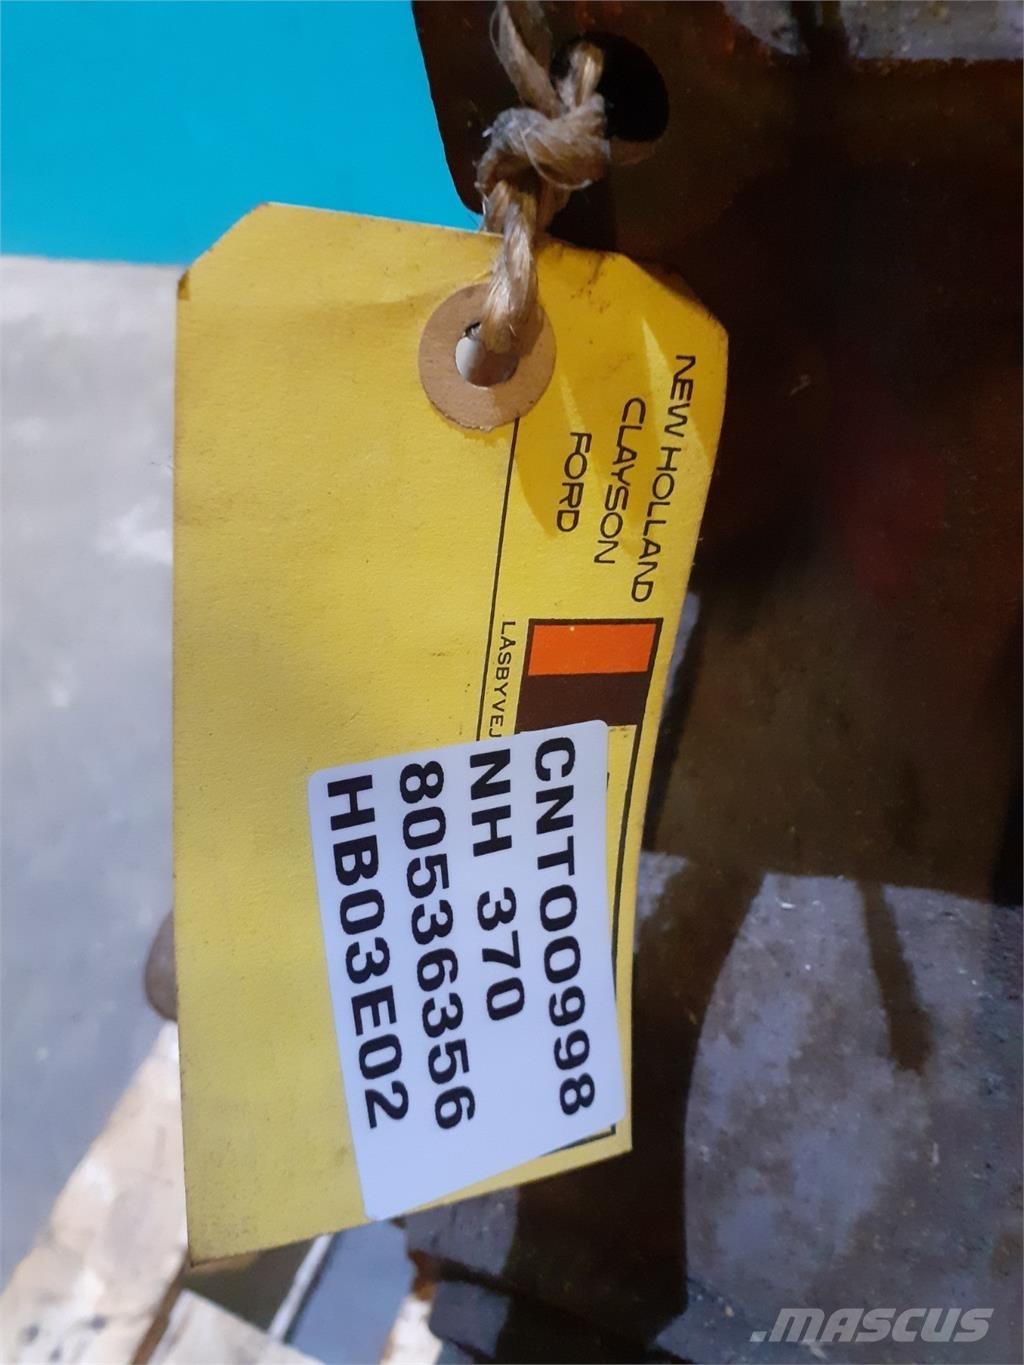 NEW HOLLAND
CLAYSON
FORD
LÅSBYVEJ
CNT00998
NH 370
80536356
HB03E02
.MASCUS